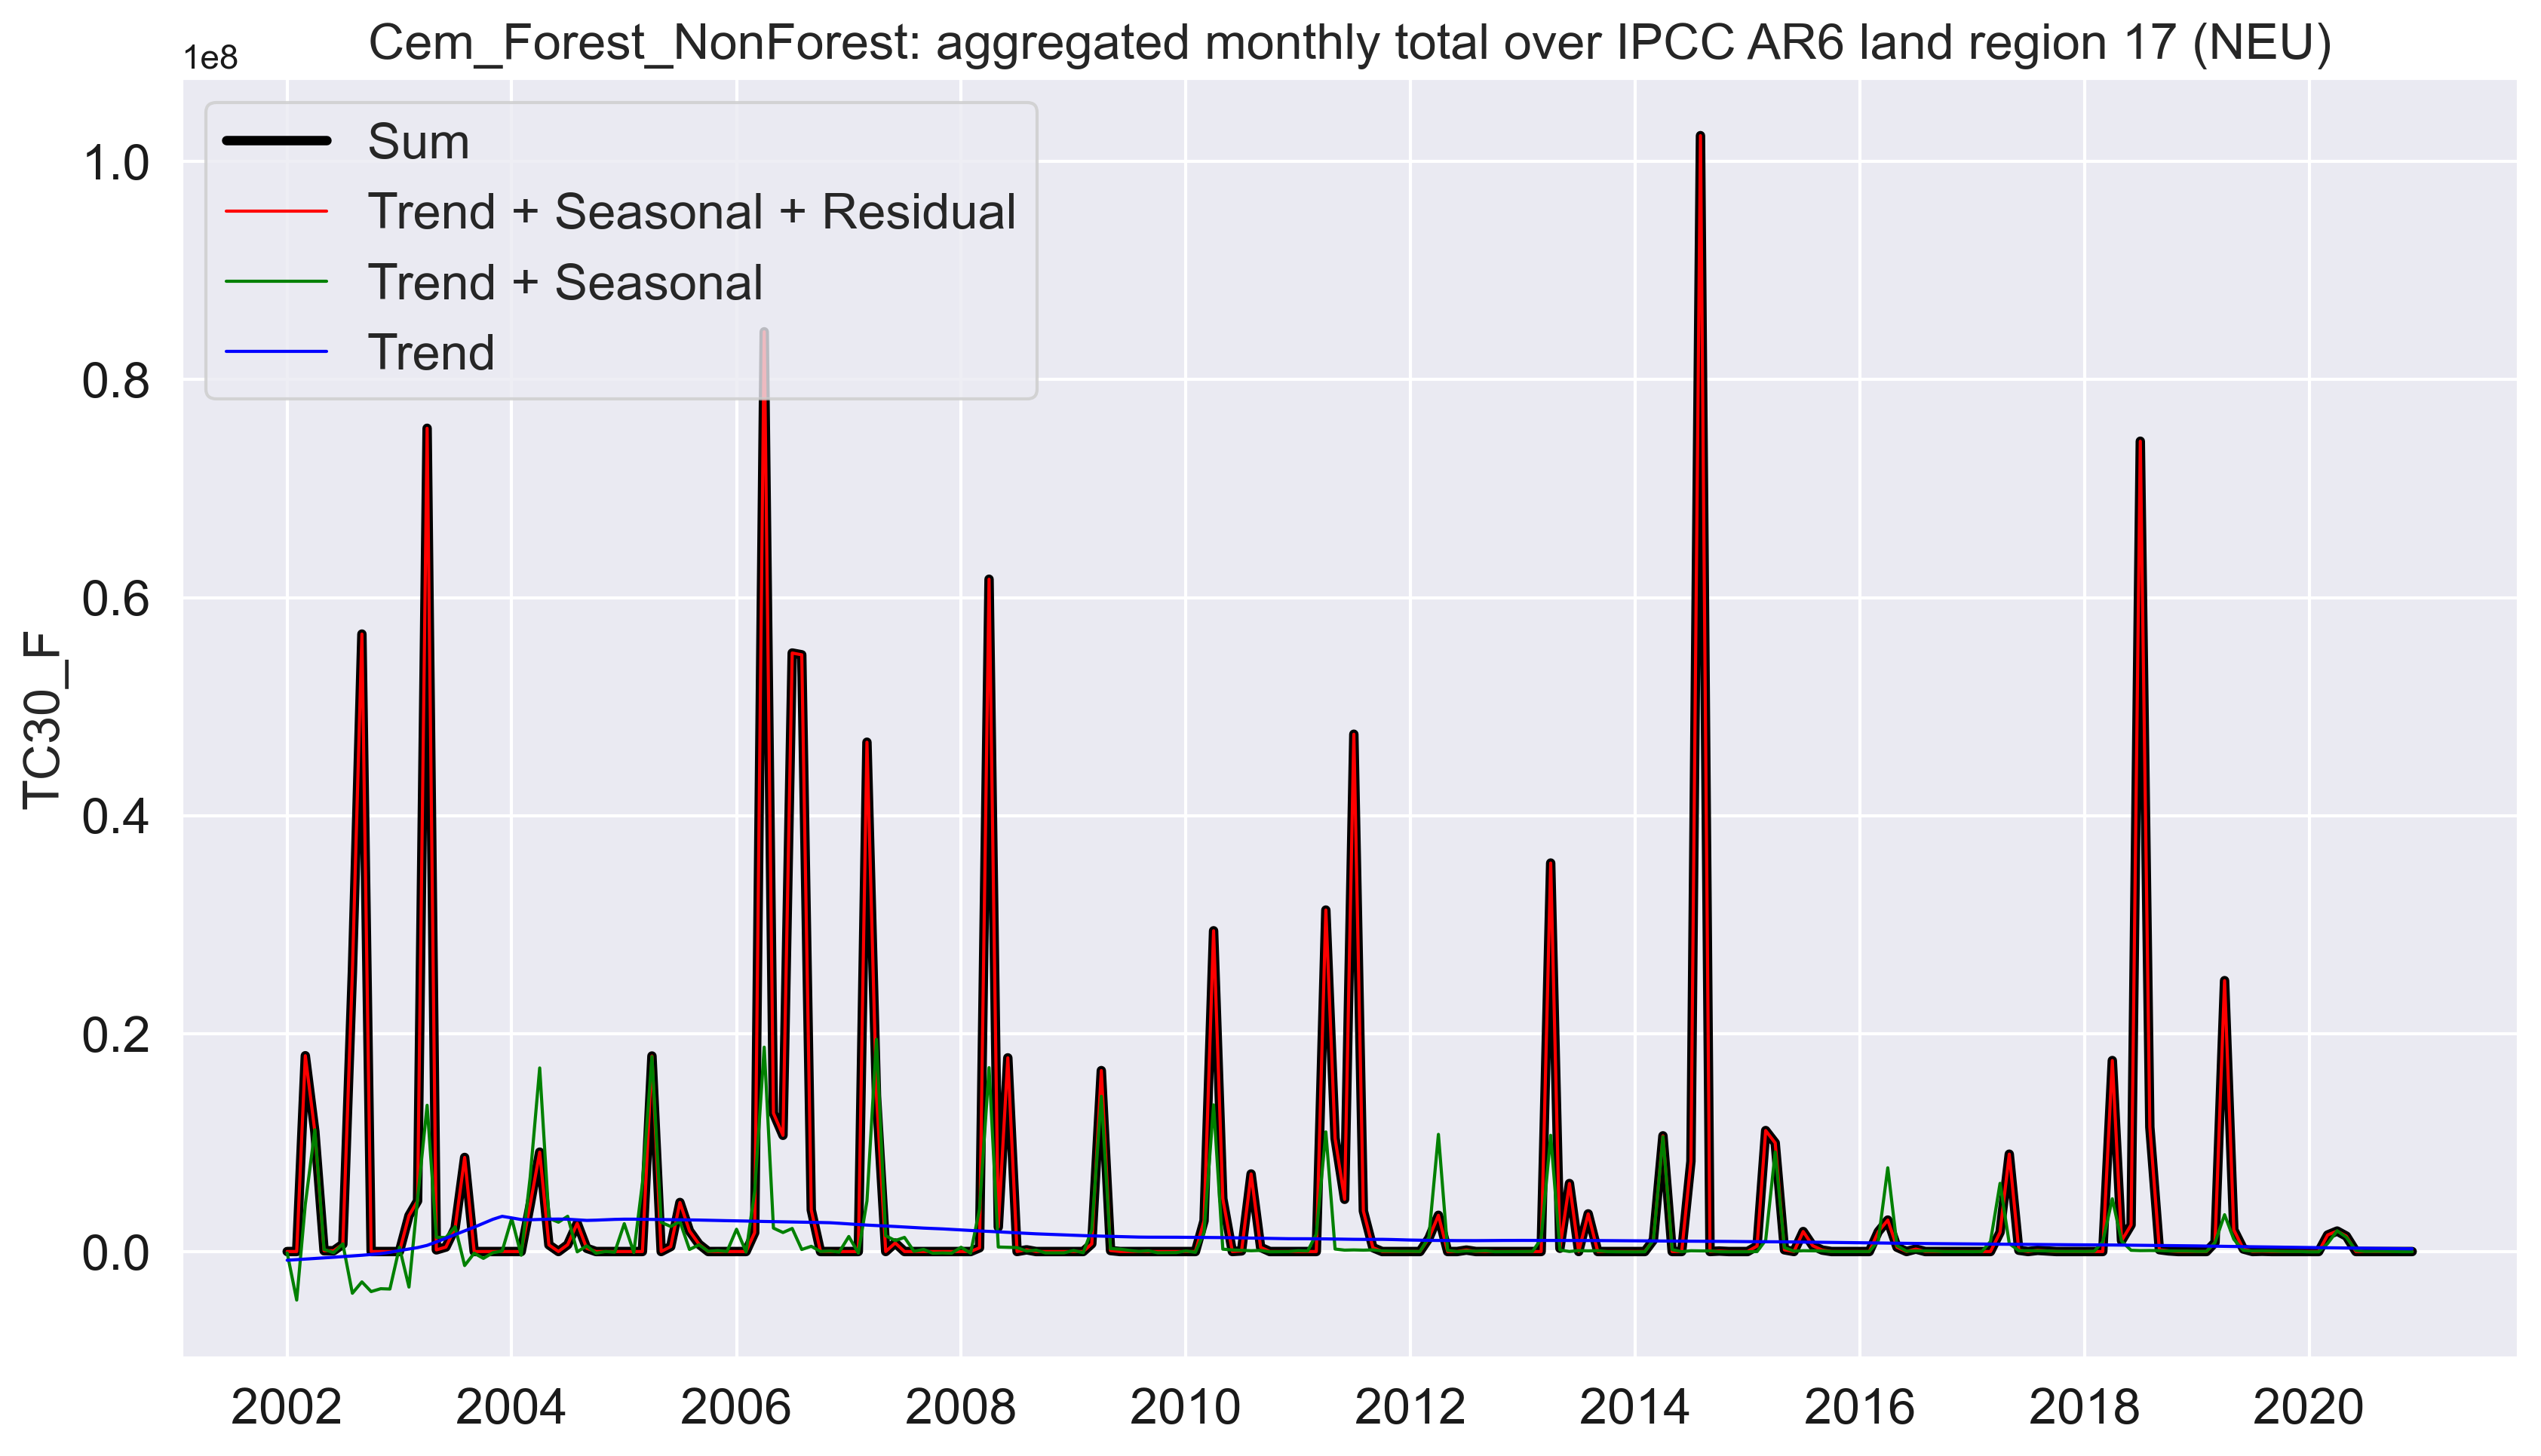 Cem_Forest_NonForest: aggregated monthly total over IPCC AR6 land region 17 (NEU)
1e8
Sum
Trend + Seasonal + Residual
Trend + Seasonal
Trend
1.0
0.8
0.6
0.4
0.2
0.0
TC30_F
2002 2004 2006 2008 2010 2012 2014 2016 2018 2020